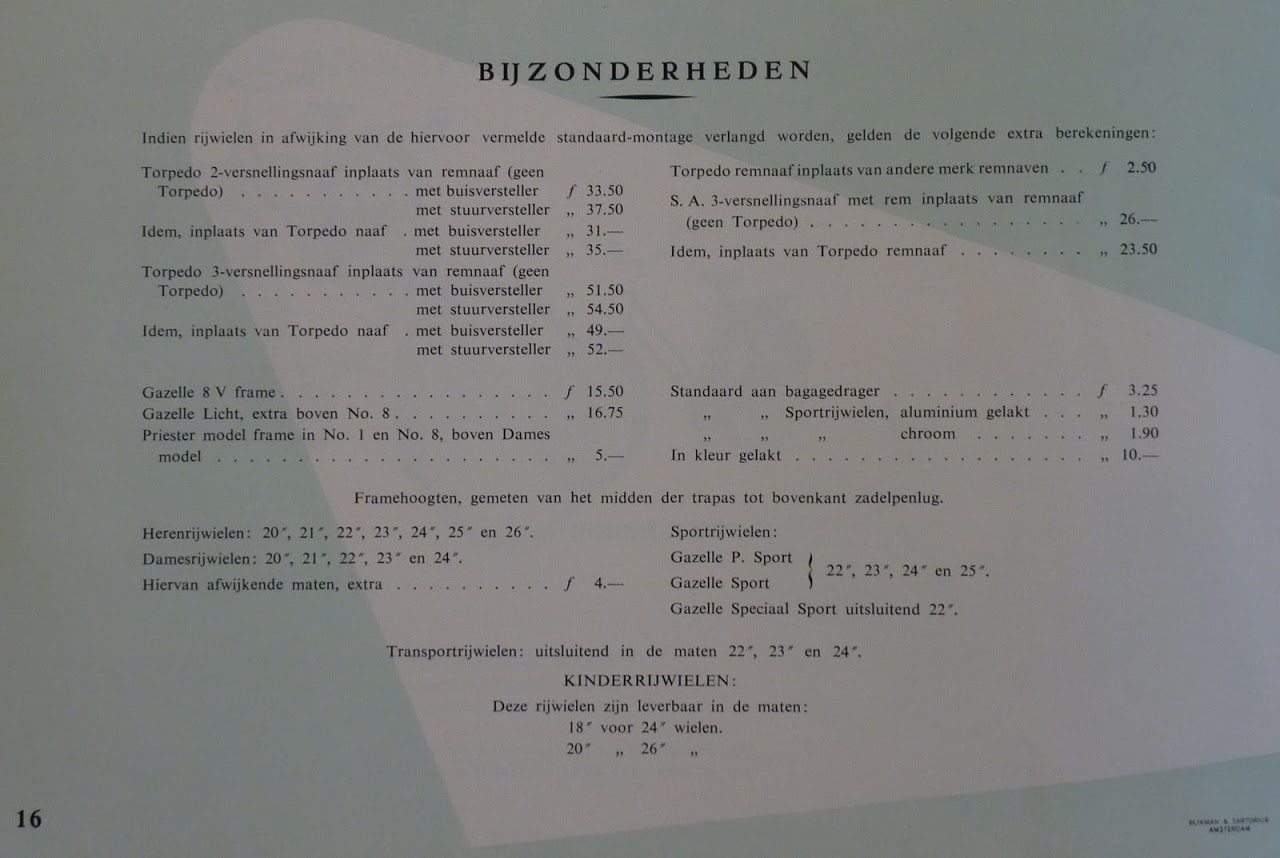 BIJZONDERHEDEN
Indien rijwielen in afwijking van de hiervoor vermelde standaard-montage verlangd worden, gelden de volgende extra berekeningen:
Torpedo 2-versnellingsnaaf inplaats van remnaaf (geen
Torpedo) . . . . . . . . . . . met buisversteller ƒ 33.50
met stuurversteller „ 37.50
Idem, inplaats van Torpedo naaf . met buisversteller „ 31.—
met stuurversteller „ 35.—
Torpedo 3-versnellingsnaaf inplaats van remnaaf (geen
Torpedo) . . . . . . . . . . . met buisversteller „ 51.50
met stuurversteller „ 54.50
Idem, inplaats van Torpedo naaf . met buisversteller „ 49.—
met stuurversteller „ 52.—
Torpedo remnaaf inplaats van andere merk remnaven . . ƒ 2.50
S. A. 3-versnellingsnaaf met rem inplaats van remnaaf
(geen Torpedo) . . . . . . . . . . . . . . . . . „ 26.—
Idem, inplaats van Torpedo remnaaf . . . . . . . . „ 23.50
Gazelle 8 V frame . . . . . . . . . . . . . . . . . ƒ 15.50
Gazelle Licht, extra boven No. 8 . . . . . . . . . . „ 16.75
Priester model frame in No. 1 en No. 8, boven Dames
model . . . . . . . . . . . . . . . . . . . . . „ 5.—
Standaard aan bagagedrager . . . . . . . . . . . . ƒ 3.25
„ „ Sportrijwielen, aluminium gelakt . . . „ 1.30
„ „ „ chroom . . . . . . . „ 1.90
In kleur gelakt . . . . . . . . . . . . . . . . . . „ 10.—
Framehoogten, gemeten van het midden der trapas tot bovenkant zadelpenlug.
Herenrijwielen: 20″, 21″, 22″, 23″, 24″, 25″ en 26″.
Damesrijwielen: 20″, 21″, 22″, 23″ en 24″.
Hiervan afwijkende maten, extra . . . . . . . . . . ƒ 4.—
Sportrijwielen:
Gazelle P. Sport
Gazelle Sport
} 22″, 23″, 24″ en 25″.
Gazelle Speciaal Sport uitsluitend 22″.
Transportrijwielen: uitsluitend in de maten 22″, 23″ en 24″.
KINDERRIJWIELEN:
Deze rijwielen zijn leverbaar in de maten:
18″ voor 24″ wielen.
20″ „ 26″ „
16
BLIKMAN & SARTORIUS
AMSTERDAM